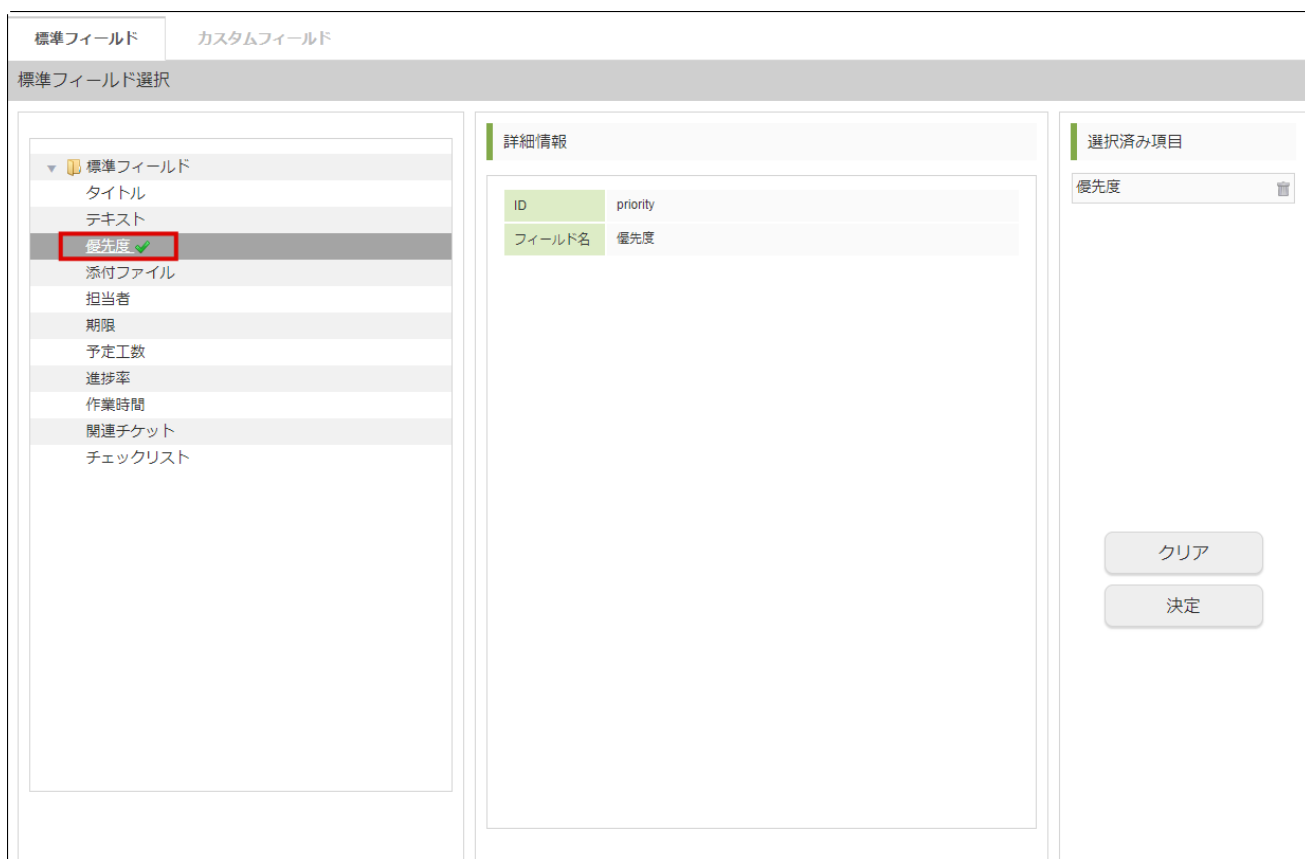 標準フィールド
カスタムフィールド
標準フィールド選択
標準フィールド
タイトル
テキスト
優先度
添付ファイル
担当者
期限
予定工数
進捗率
作業時間
関連チケット
チェックリスト
詳細情報
ID priority
フィールド名 優先度
選択済み項目
優先度
クリア
決定